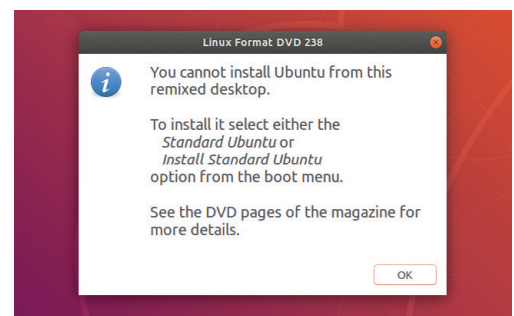 Linux Format DVD 238
You cannot install Ubuntu from this
remixed desktop.
To install it select either the
Standard Ubuntu or
Install Standard Ubuntu
option from the boot menu.
See the DVD pages of the magazine for
more details.
OK